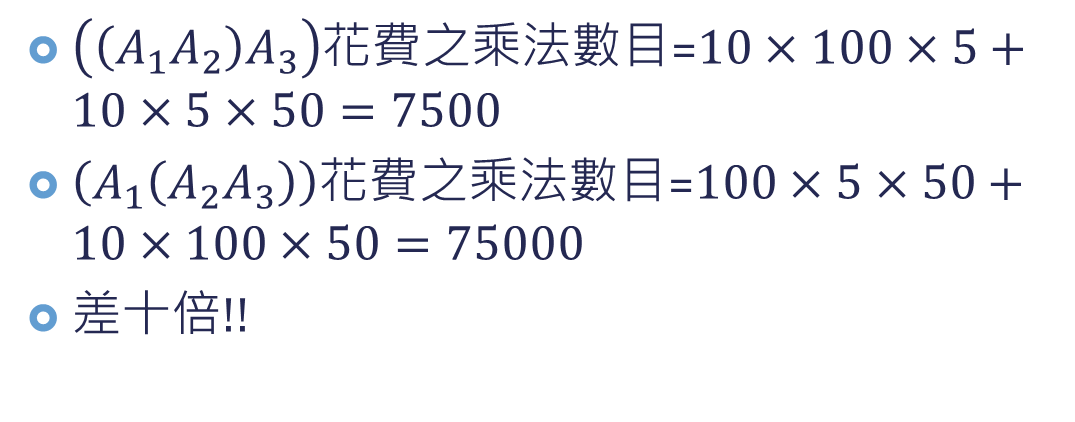 ((A₁A₂)A₃)花費之乘法數目=10 × 100 × 5 +
10 × 5 × 50 = 7500
(A₁(A₂A₃))花費之乘法數目=100 × 5 × 50 +
10 × 100 × 50 = 75000
差十倍!!